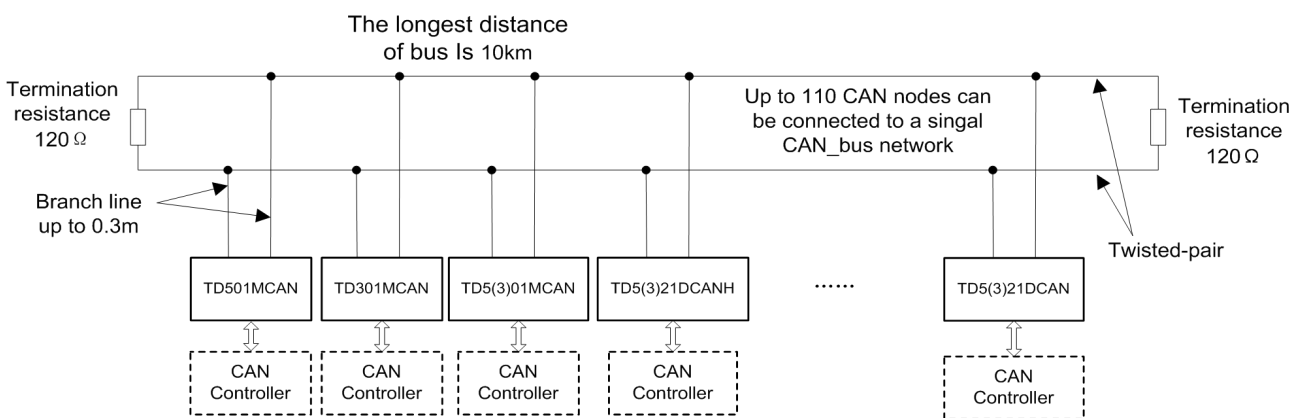 The longest distance
of bus Is 10km
Termination
resistance
120Ω
Up to 110 CAN nodes can
be connected to a singal
CAN_bus network
Termination
resistance
120Ω
Branch line
up to 0.3m
Twisted-pair
TD501MCAN
TD301MCAN
TD5(3)01MCAN
TD5(3)21DCANH
......
TD5(3)21DCAN
CAN
Controller
CAN
Controller
CAN
Controller
CAN
Controller
CAN
Controller